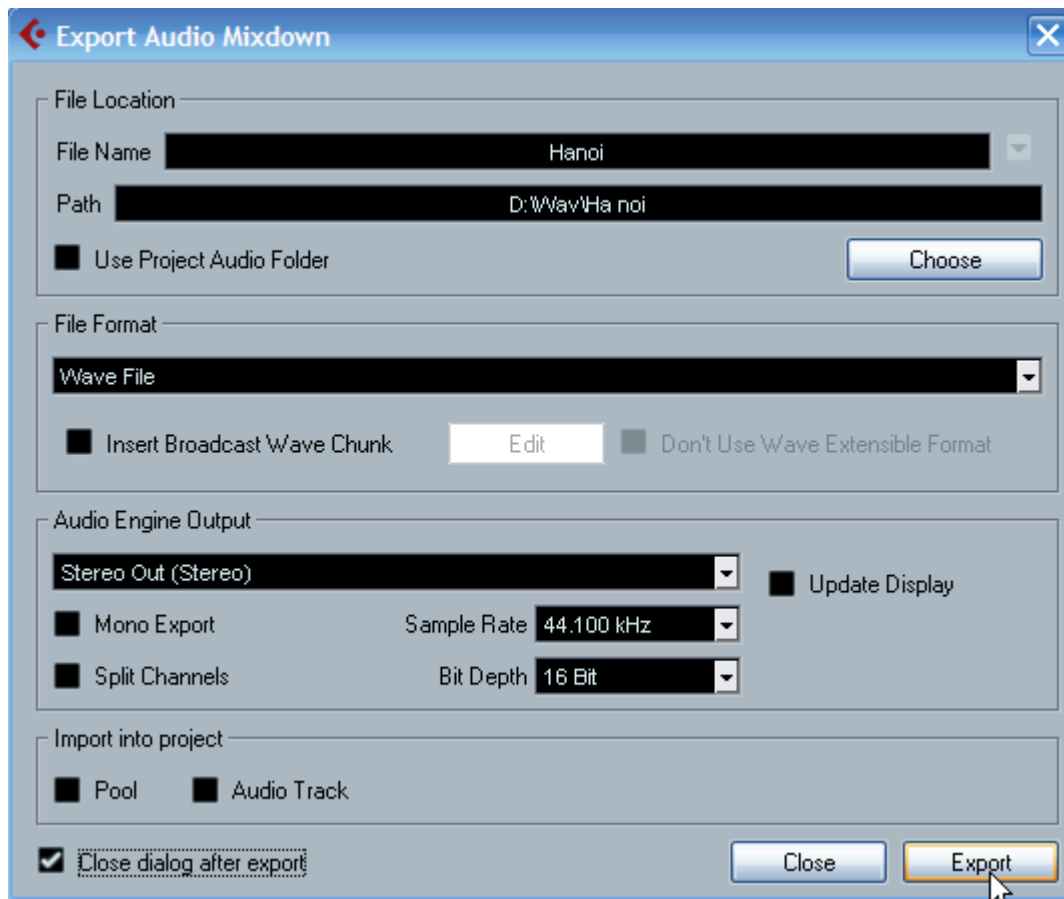 Export Audio Mixdown
File Location
File Name Hanoi
Path D:\Wav\Ha noi
Use Project Audio Folder Choose
File Format
Wave File
Insert Broadcast Wave Chunk Edit Don't Use Wave Extensible Format
Audio Engine Output
Stereo Out (Stereo) Update Display
Mono Export Sample Rate 44.100 kHz
Split Channels Bit Depth 16 Bit
Import into project
Pool Audio Track
Close dialog after export Close Export